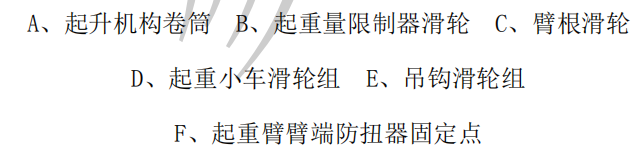 A、起升机构卷筒 B、起重量限制器滑轮 C、臂根滑轮
D、起重小车滑轮组 E、吊钩滑轮组
F、起重臂臂端防扭器固定点